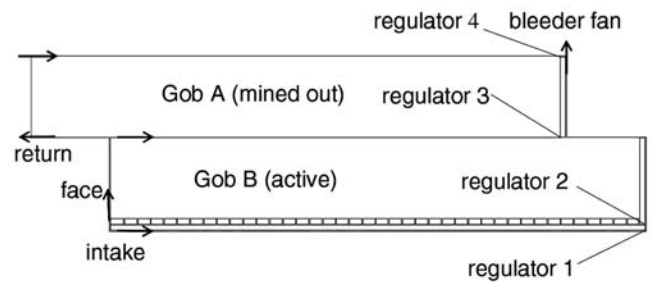 regulator 4
bleeder fan
Gob A (mined out)
regulator 3
return
face
Gob B (active)
regulator 2
intake
regulator 1